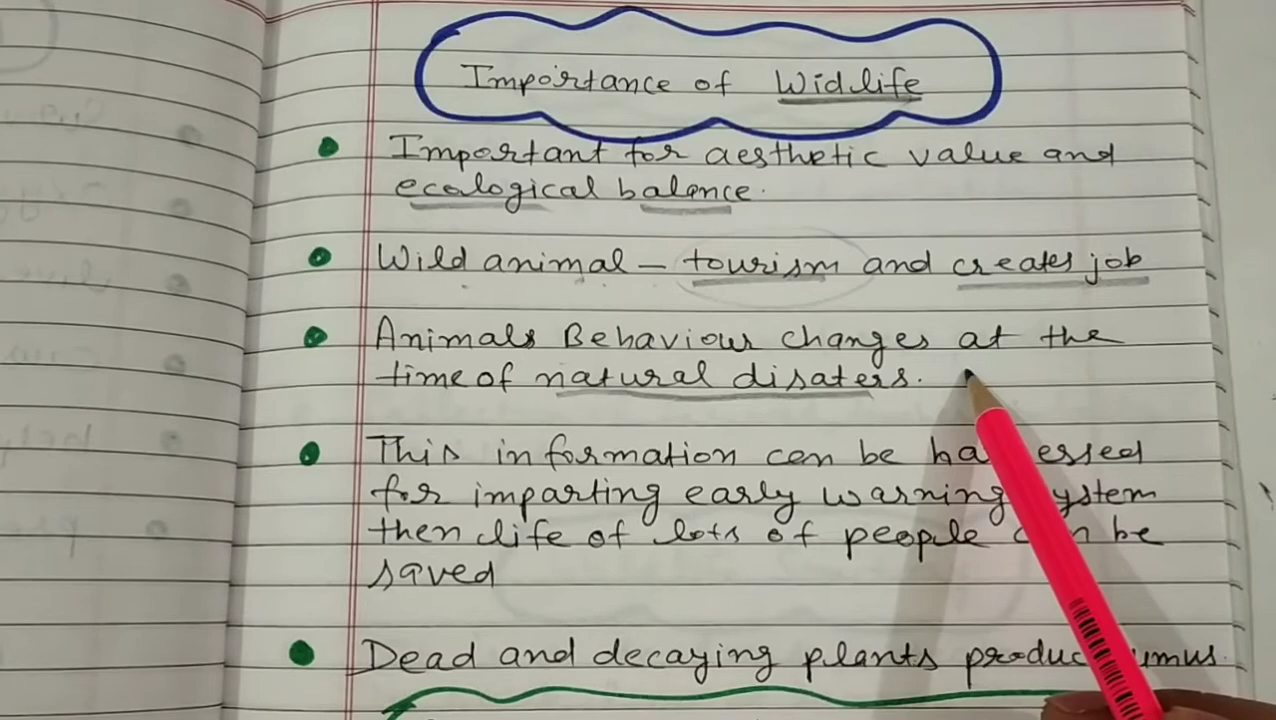 Importance of Widlife
Important for aesthetic value and
ecological balance.
Wild animal - tourism and creates job
Animals Behaviour changes at the
time of natural disaters.
This information can be
for imparting early warning
then life of lots of people be
saved
Dead and decaying plants